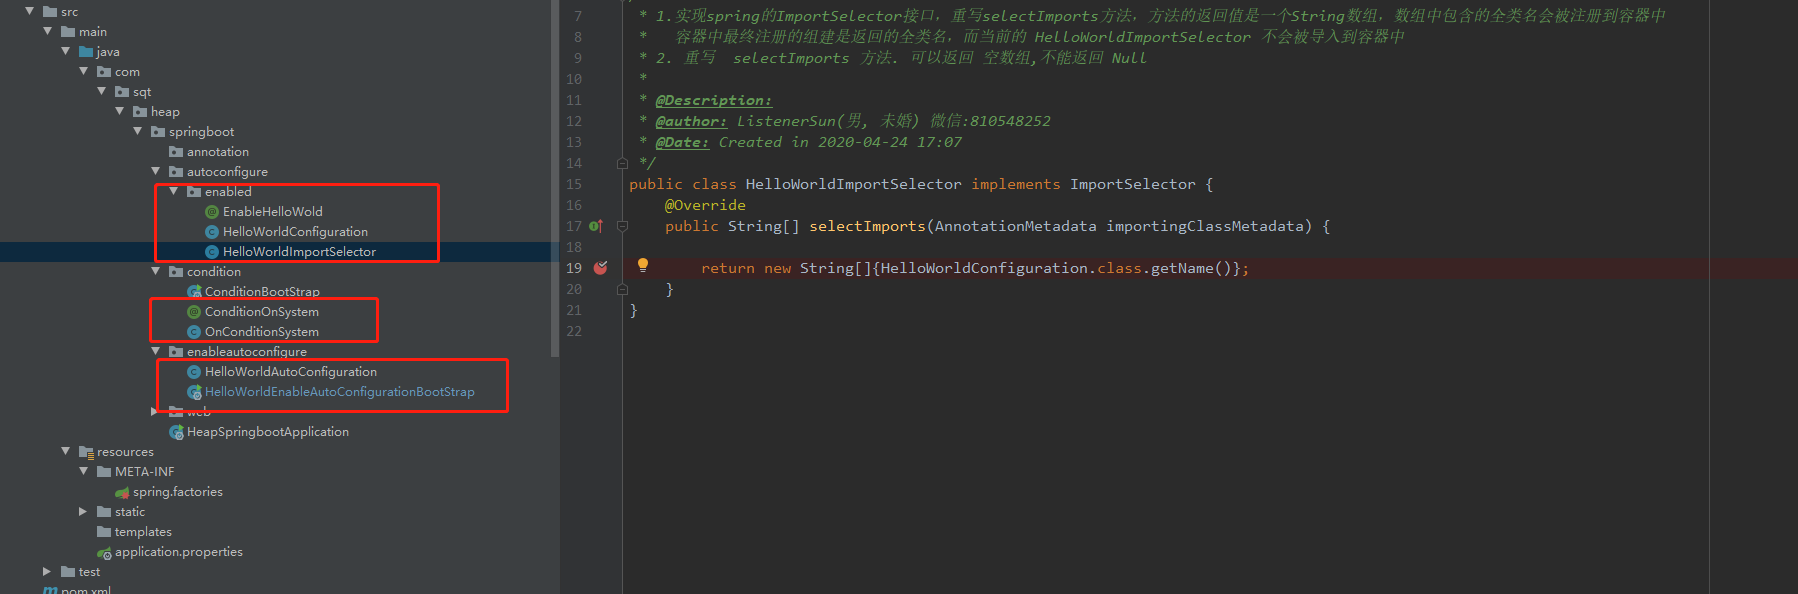 src
main
java
com
sqt
heap
springboot
annotation
autoconfigure
enabled
EnableHelloWold
HelloWorldConfiguration
HelloWorldImportSelector
condition
ConditionBootStrap
ConditionOnSystem
OnConditionSystem
enableautoconfigure
HelloWorldAutoConfiguration
HelloWorldEnableAutoConfigurationBootStrap
web
HeapSpringbootApplication
resources
META-INF
spring.factories
static
templates
application.properties
test
pom.xml
7 * 1.实现spring的ImportSelector接口，重写selectImports方法，方法的返回值是一个String数组，数组中包含的全类名会被注册到容器中
8 * 容器中最终注册的组建是返回的全类名，而当前的 HelloWorldImportSelector 不会被导入到容器中
9 * 2. 重写 selectImports 方法. 可以返回 空数组,不能返回 Null
10 *
11 * @Description:
12 * @author: ListenerSun(男, 未婚) 微信:810548252
13 * @Date: Created in 2020-04-24 17:07
14 */
15 public class HelloWorldImportSelector implements ImportSelector {
16 @Override
17 public String[] selectImports(AnnotationMetadata importingClassMetadata) {
18
19 return new String[]{HelloWorldConfiguration.class.getName()};
20 }
21 }
22